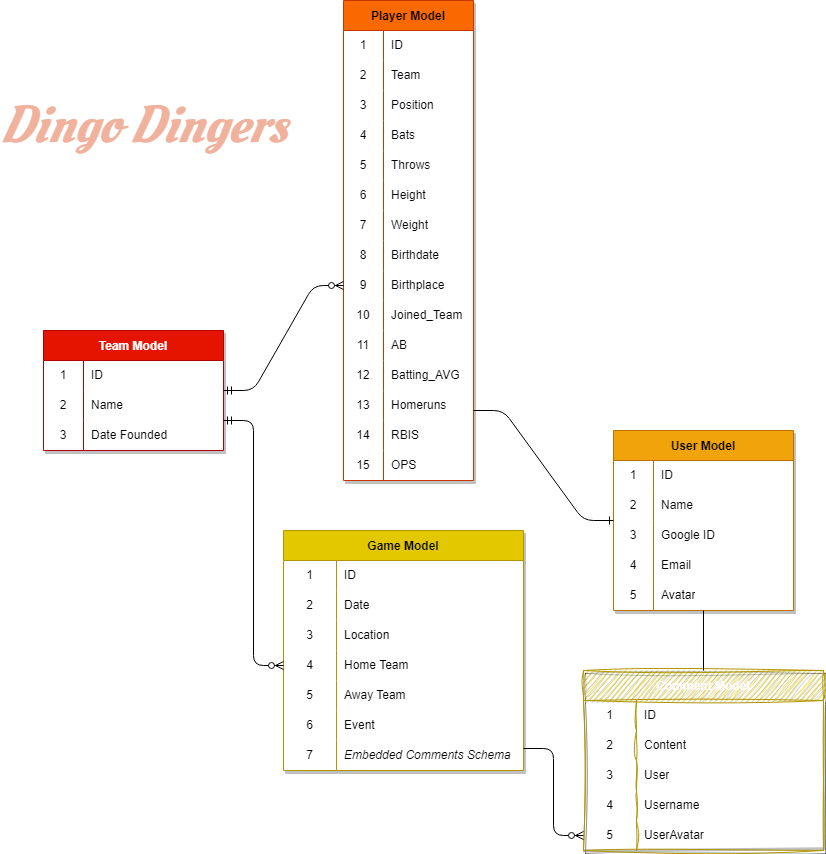 Dingo Dingers
Player Model
1 ID
2 Team
3 Position
4 Bats
5 Throws
6 Height
7 Weight
8 Birthdate
9 Birthplace
10 Joined_Team
11 AB
12 Batting_AVG
13 Homeruns
14 RBIS
15 OPS
Team Model
1 ID
2 Name
3 Date Founded
User Model
1 ID
2 Name
3 Google ID
4 Email
5 Avatar
Game Model
1 ID
2 Date
3 Location
4 Home Team
5 Away Team
6 Event
7 Embedded Comments Schema
1 ID
2 Content
3 User
4 Username
5 UserAvatar